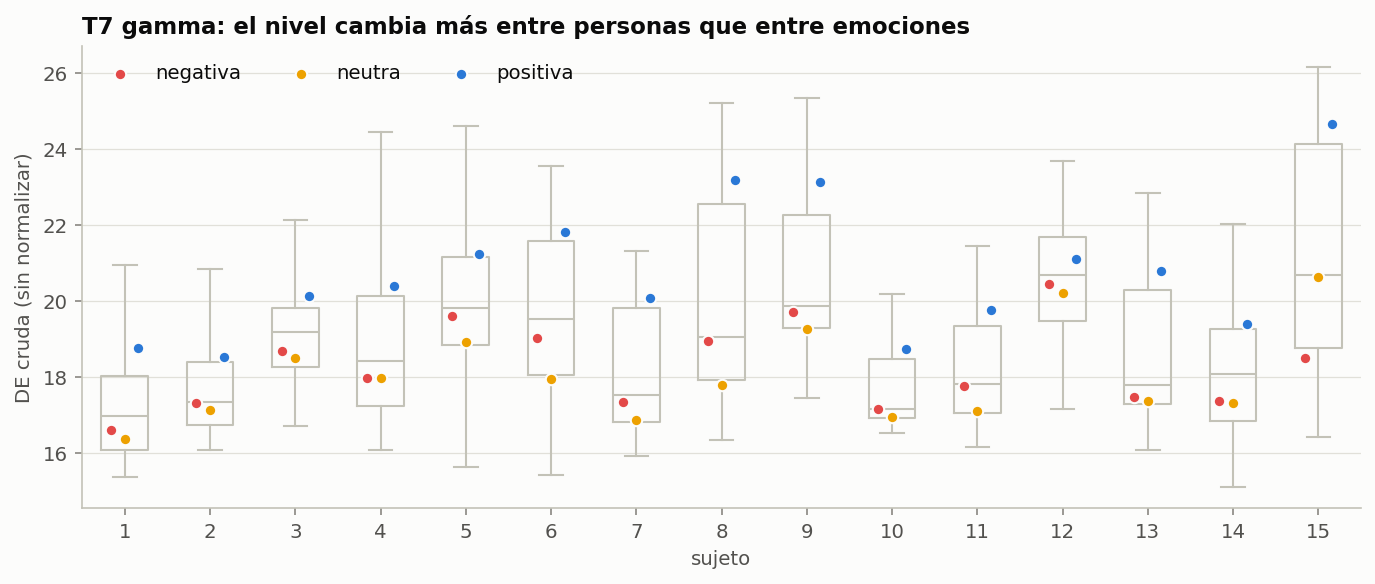 T7 gamma: el nivel cambia más entre personas que entre emociones
negativa neutra positiva
26
24
22
20
18
16
DE cruda (sin normalizar)
1 2 3 4 5 6 7 8 9 10 11 12 13 14 15
sujeto